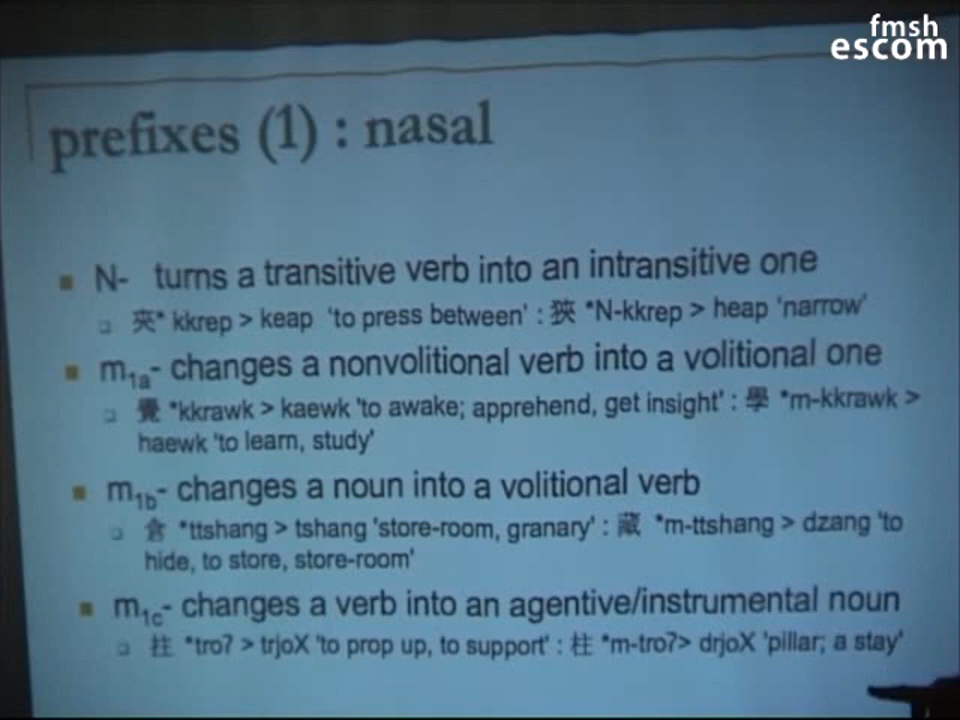 fmsh
escom
prefixes (1) : nasal
N- turns a transitive verb into an intransitive one
夾* kkrep > keap 'to press between' : 狹 *N-kkrep > heap 'narrow'
m1a- changes a nonvolitional verb into a volitional one
覺 *kkrawk > kaewk 'to awake; apprehend, get insight' : 學 *m-kkrawk >
haewk 'to learn, study'
m1b- changes a noun into a volitional verb
倉 *ttshang > tshang 'store-room, granary' : 藏 *m-ttshang > dzang 'to
hide, to store, store-room'
m1c- changes a verb into an agentive/instrumental noun
拄 *tro? > trjoX 'to prop up, to support' : 柱 *m-tro?> drjoX 'pillar; a stay'